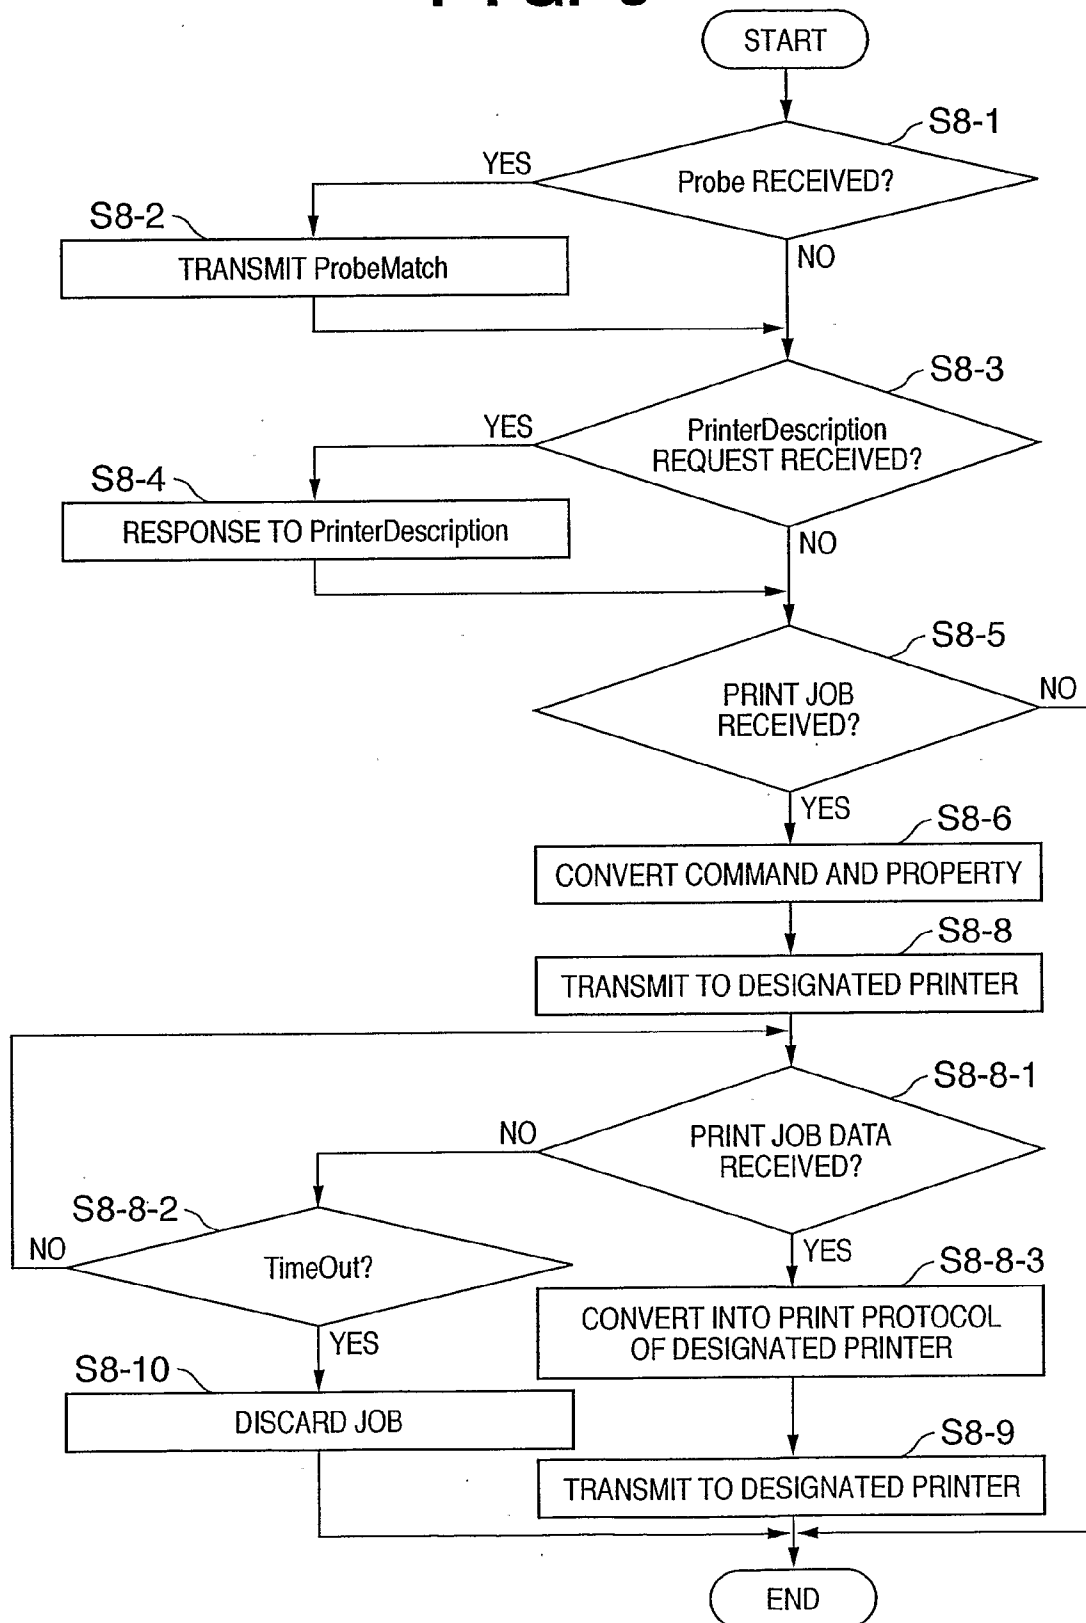 START
S8-1
Probe RECEIVED?
YES
NO
S8-2
TRANSMIT ProbeMatch
S8-3
PrinterDescription
REQUEST RECEIVED?
YES
NO
S8-4
RESPONSE TO PrinterDescription
S8-5
PRINT JOB
RECEIVED?
NO
YES
S8-6
CONVERT COMMAND AND PROPERTY
S8-8
TRANSMIT TO DESIGNATED PRINTER
S8-8-1
PRINT JOB DATA
RECEIVED?
NO
YES
S8-8-2
TimeOut?
NO
YES
S8-8-3
CONVERT INTO PRINT PROTOCOL
OF DESIGNATED PRINTER
S8-10
DISCARD JOB
S8-9
TRANSMIT TO DESIGNATED PRINTER
END